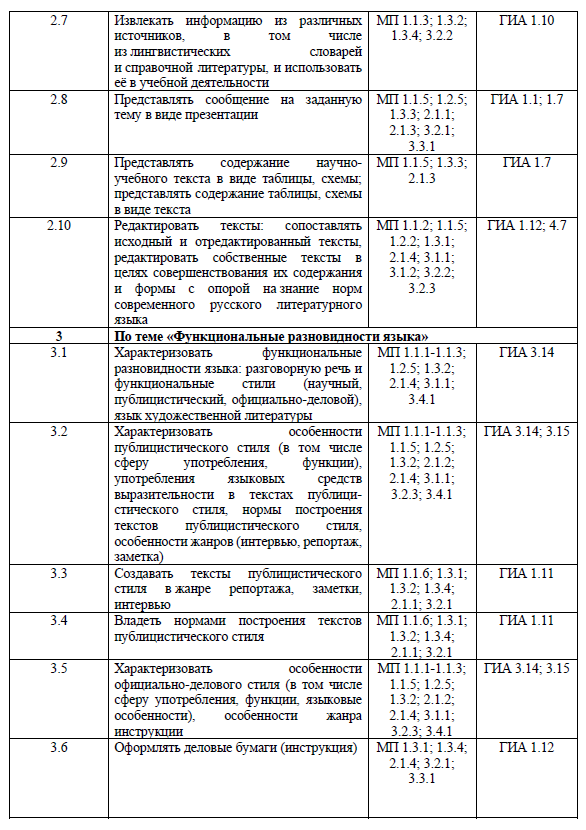 2.7 Извлекать информацию из различных МП 1.1.3; 1.3.2; ГИА 1.10
источников, в том числе 1.3.4; 3.2.2
из лингвистических словарей
и справочной литературы, и использовать
её в учебной деятельности
2.8 Представлять сообщение на заданную МП 1.1.5; 1.2.5; ГИА 1.1; 1.7
тему в виде презентации 1.3.3; 2.1.1;
2.1.3; 3.2.1;
3.3.1
2.9 Представлять содержание научно- МП 1.1.5; 1.3.3; ГИА 1.7
учебного текста в виде таблицы, схемы; 2.1.3
представлять содержание таблицы, схемы
в виде текста
2.10 Редактировать тексты: сопоставлять МП 1.1.2; 1.1.5; ГИА 1.12; 4.7
исходный и отредактированный тексты, 1.2.2; 1.3.1;
редактировать собственные тексты в 2.1.4; 3.1.1;
целях совершенствования их содержания 3.1.2; 3.2.2;
и формы с опорой на знание норм 3.2.3
современного русского литературного
языка
3 По теме «Функциональные разновидности языка»
3.1 Характеризовать функциональные МП 1.1.1-1.1.3; ГИА 3.14
разновидности языка: разговорную речь и 1.2.5; 1.3.2;
функциональные стили (научный, 2.1.4; 3.1.1;
публицистический, официально-деловой), 3.4.1
язык художественной литературы
3.2 Характеризовать особенности МП 1.1.1-1.1.3; ГИА 3.14; 3.15
публицистического стиля (в том числе 1.1.5; 1.2.5;
сферу употребления, функции), 1.3.2; 2.1.2;
употребления языковых средств 2.1.4; 3.1.1;
выразительности в текстах публици- 3.2.3; 3.4.1
стического стиля, нормы построения
текстов публицистического стиля,
особенности жанров (интервью, репортаж,
заметка)
3.3 Создавать тексты публицистического МП 1.1.6; 1.3.1; ГИА 1.11
стиля в жанре репортажа, заметки, 1.3.2; 1.3.4;
интервью 2.1.1; 3.2.1
3.4 Владеть нормами построения текстов МП 1.1.6; 1.3.1; ГИА 1.11
публицистического стиля 1.3.2; 1.3.4;
2.1.1; 3.2.1
3.5 Характеризовать особенности МП 1.1.1-1.1.3; ГИА 3.14; 3.15
официально-делового стиля (в том числе 1.1.5; 1.2.5;
сферу употребления, функции, языковые 1.3.2; 2.1.2;
особенности), особенности жанра 2.1.4; 3.1.1;
инструкции 3.2.3; 3.4.1
3.6 Оформлять деловые бумаги (инструкция) МП 1.3.1; 1.3.4; ГИА 1.12
2.1.4; 3.2.1;
3.3.1